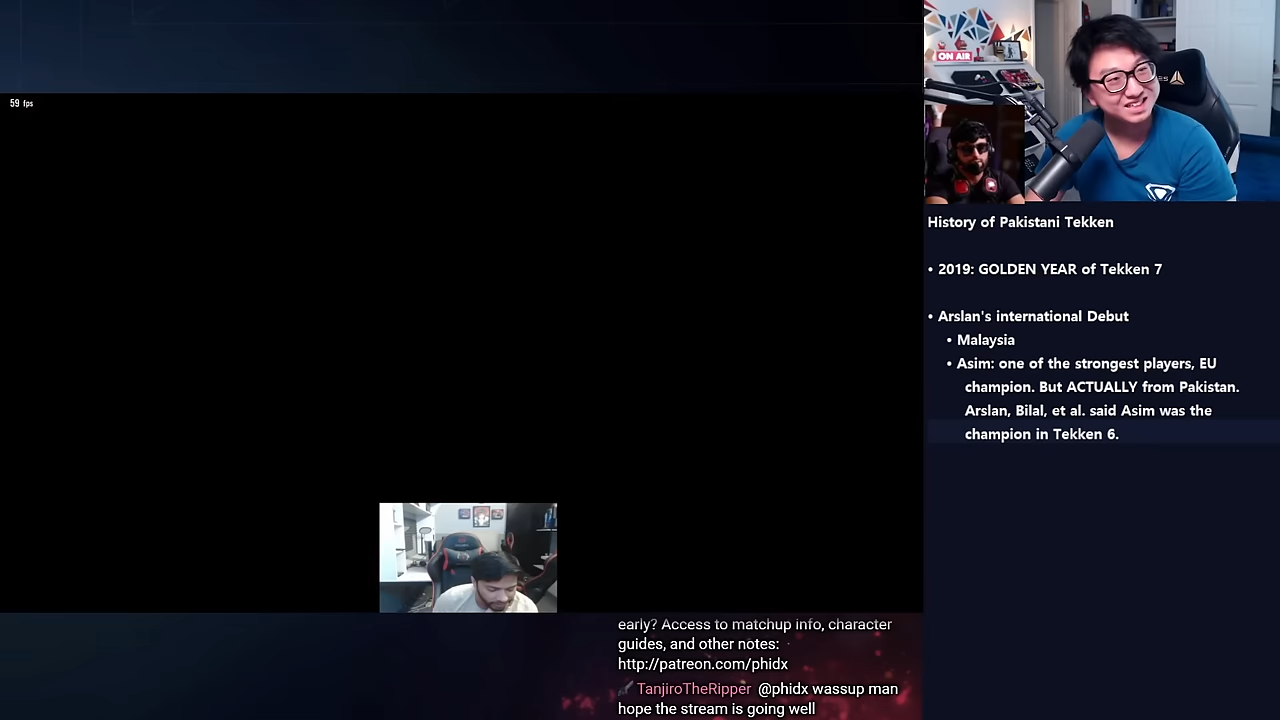 59 fps
ON AIR
History of Pakistani Tekken
• 2019: GOLDEN YEAR of Tekken 7
• Arslan's international Debut
• Malaysia
• Asim: one of the strongest players, EU
champion. But ACTUALLY from Pakistan.
Arslan, Bilal, et al. said Asim was the
champion in Tekken 6.
early? Access to matchup info, character
guides, and other notes:
http://patreon.com/phidx
TanjiroTheRipper @phidx wassup man
hope the stream is going well